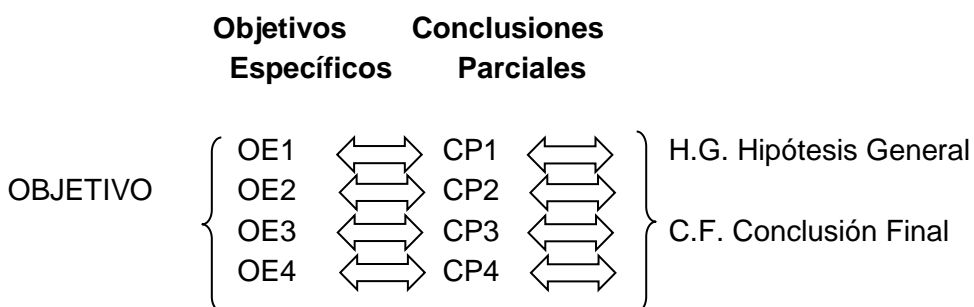 Objetivos Conclusiones
Específicos Parciales
OE1 CP1 H.G. Hipótesis General
OBJETIVO OE2 CP2
OE3 CP3 C.F. Conclusión Final
OE4 CP4